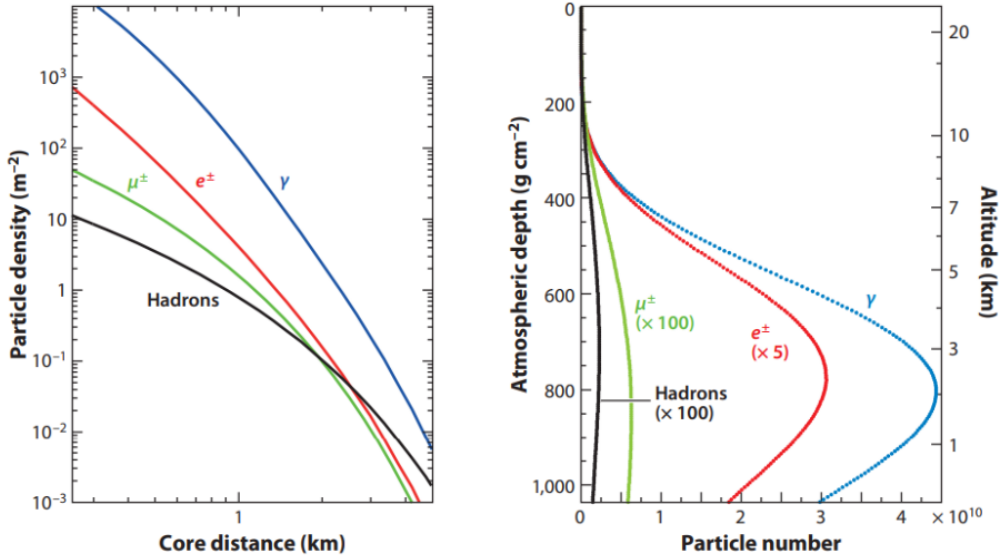 Particle density (m⁻²)
10³
10²
10
1
10⁻¹
10⁻²
10⁻³
μ±
e±
γ
Hadrons
1
Core distance (km)
Atmospheric depth (g cm⁻²)
0
200
400
600
800
1,000
μ±
(× 100)
e±
(× 5)
γ
Hadrons
(× 100)
20
10
7
5
3
1
Altitude (km)
0
1
2
3
4
× 10¹⁰
Particle number